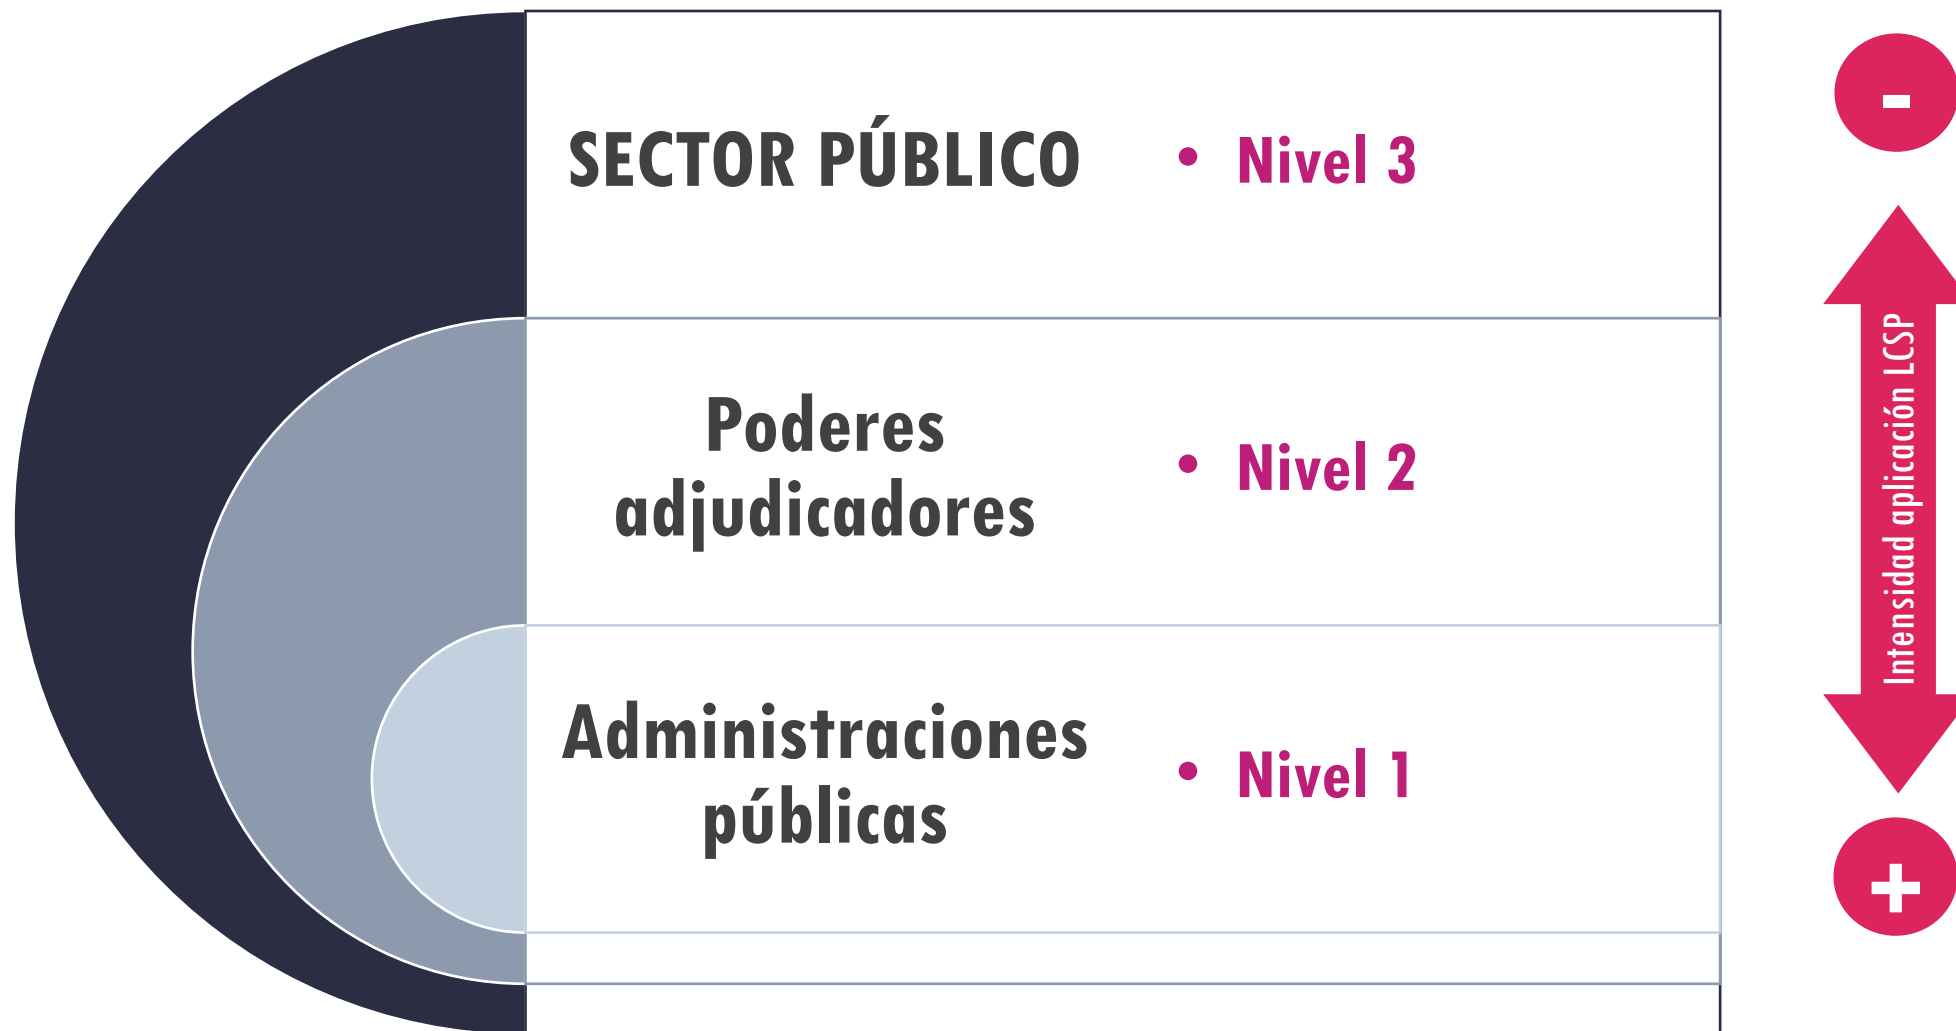 SECTOR PÚBLICO
• Nivel 3
Poderes
adjudicadores
• Nivel 2
Administraciones
públicas
• Nivel 1
-
Intensidad aplicación LCSP
+